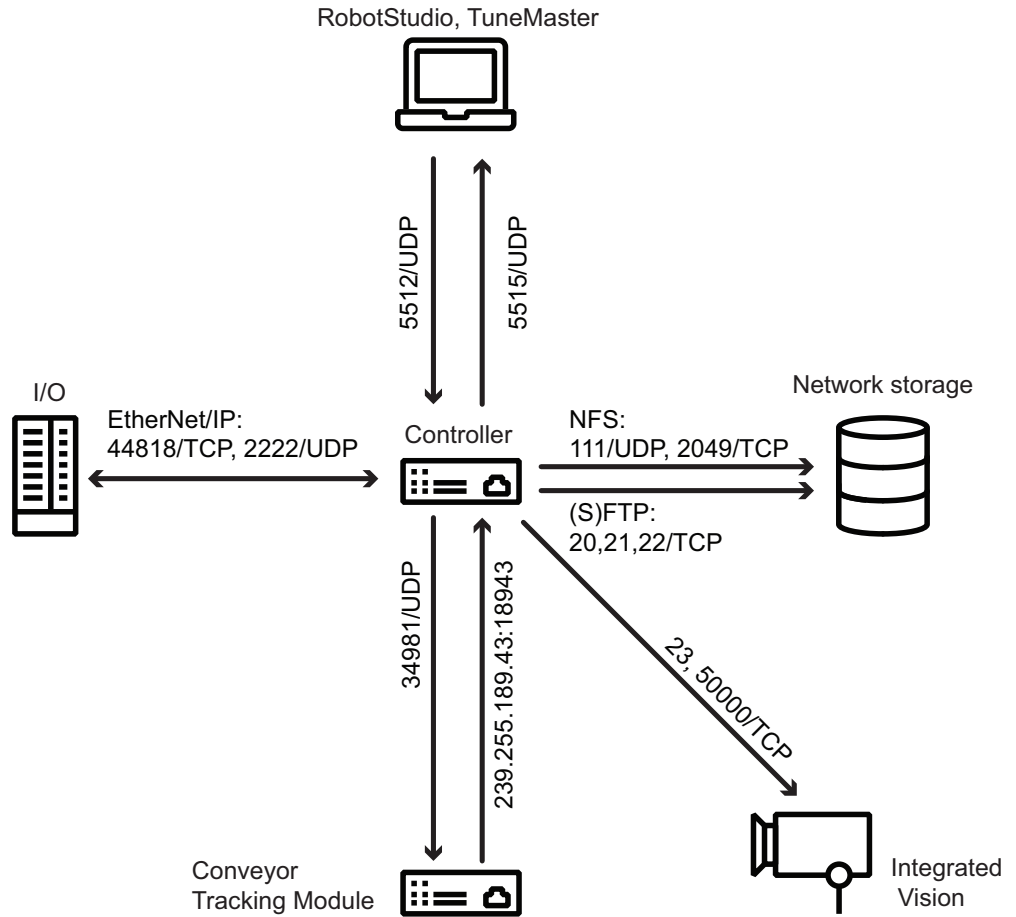 RobotStudio, TuneMaster
5512/UDP
5515/UDP
I/O
EtherNet/IP:
44818/TCP, 2222/UDP
Controller
NFS:
111/UDP, 2049/TCP
Network storage
(S)FTP:
20,21,22/TCP
34981/UDP
239.255.189.43:18943
23, 50000/TCP
Conveyor
Tracking Module
Integrated
Vision